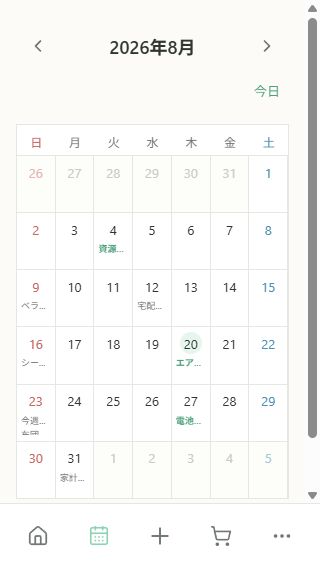 2026年8月
今日
日 月 火 水 木 金 土
26 27 28 29 30 31 1
2 3 4 5 6 7 8
資源…
9 10 11 12 13 14 15
ベラ… 宅配…
16 17 18 19 20 21 22
シー… エア…
23 24 25 26 27 28 29
今週… 電池…
30 31 1 2 3 4 5
家計…